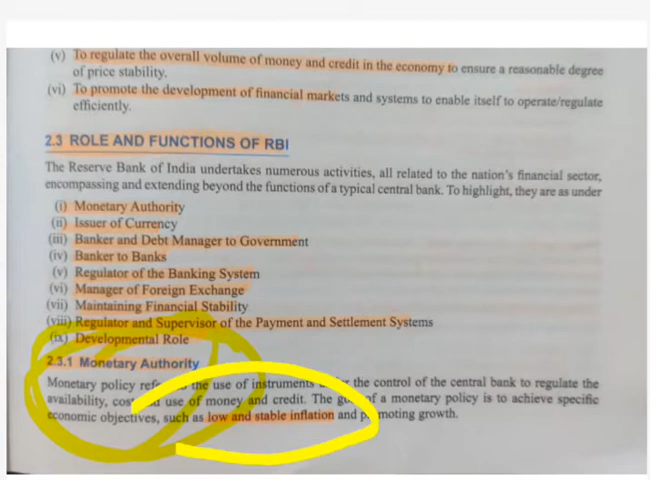 (v) To regulate the overall volume of money and credit in the economy to ensure a reasonable degree
of price stability.
(vi) To promote the development of financial markets and systems to enable itself to operate/regulate
efficiently.
2.3 ROLE AND FUNCTIONS OF RBI
The Reserve Bank of India undertakes numerous activities, all related to the nation's financial sector,
encompassing and extending beyond the functions of a typical central bank. To highlight, they are as under
(i) Monetary Authority
(ii) Issuer of Currency
(iii) Banker and Debt Manager to Government
(iv) Banker to Banks
(v) Regulator of the Banking System
(vi) Manager of Foreign Exchange
(vii) Maintaining Financial Stability
(viii) Regulator and Supervisor of the Payment and Settlement Systems
(ix) Developmental Role
2.3.1 Monetary Authority
Monetary policy the use of instruments the control of the central bank to regulate the
availability, use of money and credit. The of a monetary policy is to achieve specific
economic objectives, such as low and stable inflation and growth.